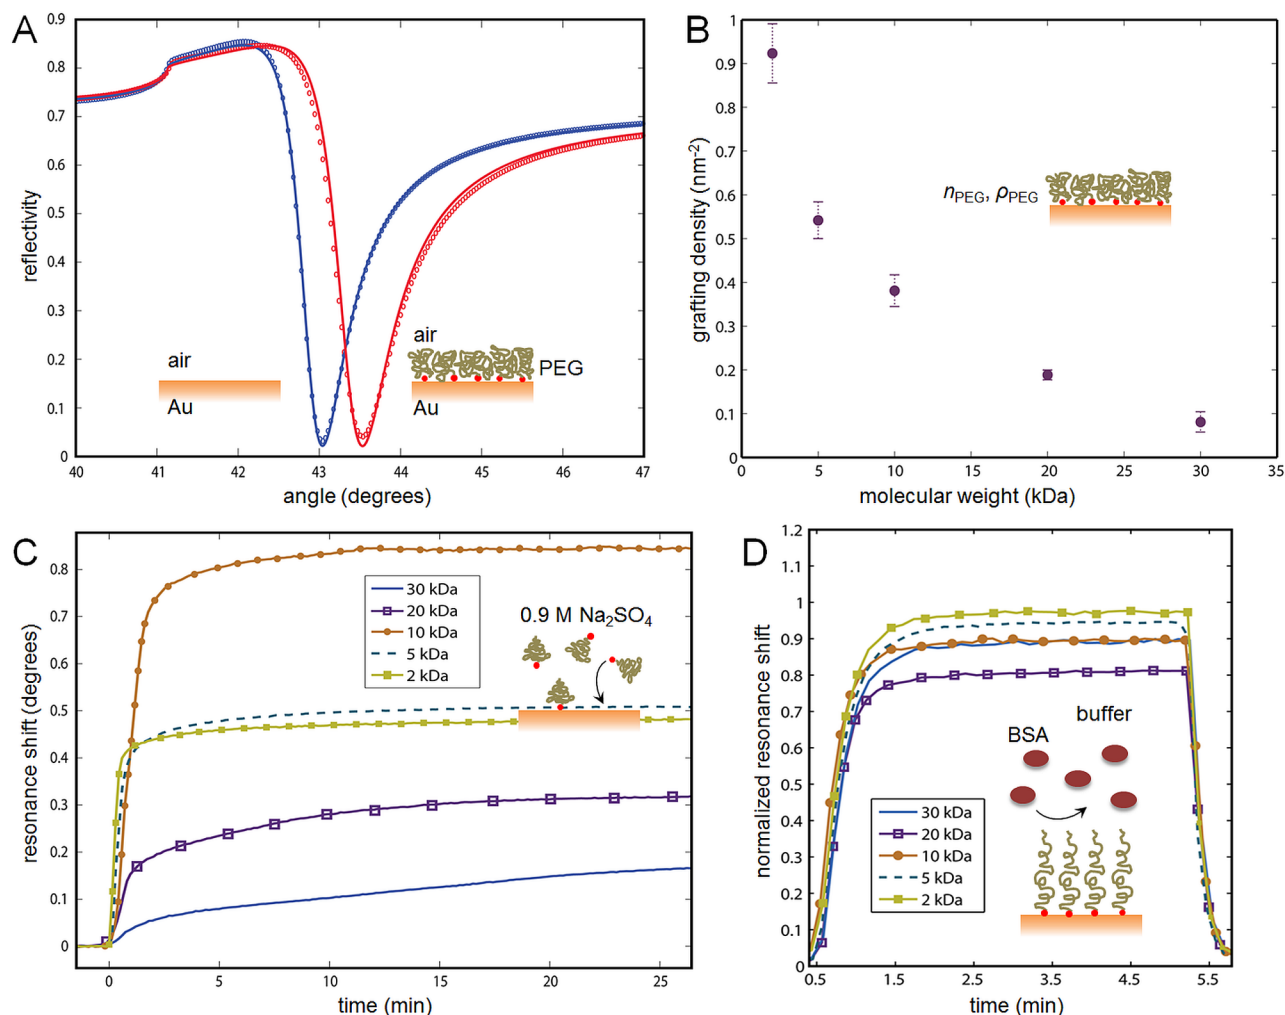 A
0.9
0.8
0.7
0.6
0.5
0.4
0.3
0.2
0.1
0
reflectivity
air
Au
air
PEG
Au
40 41 42 43 44 45 46 47
angle (degrees)
B
1
0.9
0.8
0.7
0.6
0.5
0.4
0.3
0.2
0.1
0
grafting density (nm-2)
nPEG, ρPEG
0 5 10 15 20 25 30 35
molecular weight (kDa)
C
0.8
0.7
0.6
0.5
0.4
0.3
0.2
0.1
0
resonance shift (degrees)
30 kDa
20 kDa
10 kDa
5 kDa
2 kDa
0.9 M Na2SO4
0 5 10 15 20 25
time (min)
D
1.2
1.1
1
0.9
0.8
0.7
0.6
0.5
0.4
0.3
0.2
0.1
0
normalized resonance shift
buffer
BSA
30 kDa
20 kDa
10 kDa
5 kDa
2 kDa
0.5 1.5 2.5 3.5 4.5 5.5
time (min)